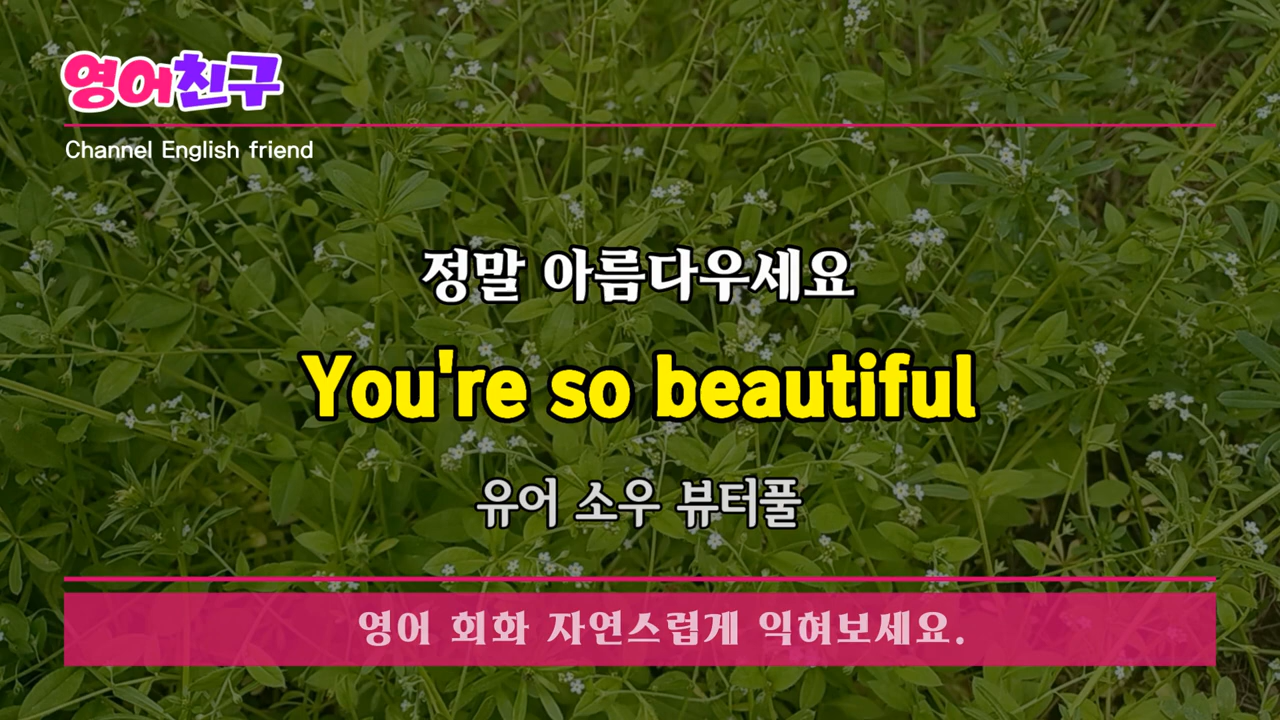 영어친구
Channel English friend
정말 아름다우세요
You're so beautiful
유어 소우 뷰터풀
영어 회화 자연스럽게 익혀보세요.